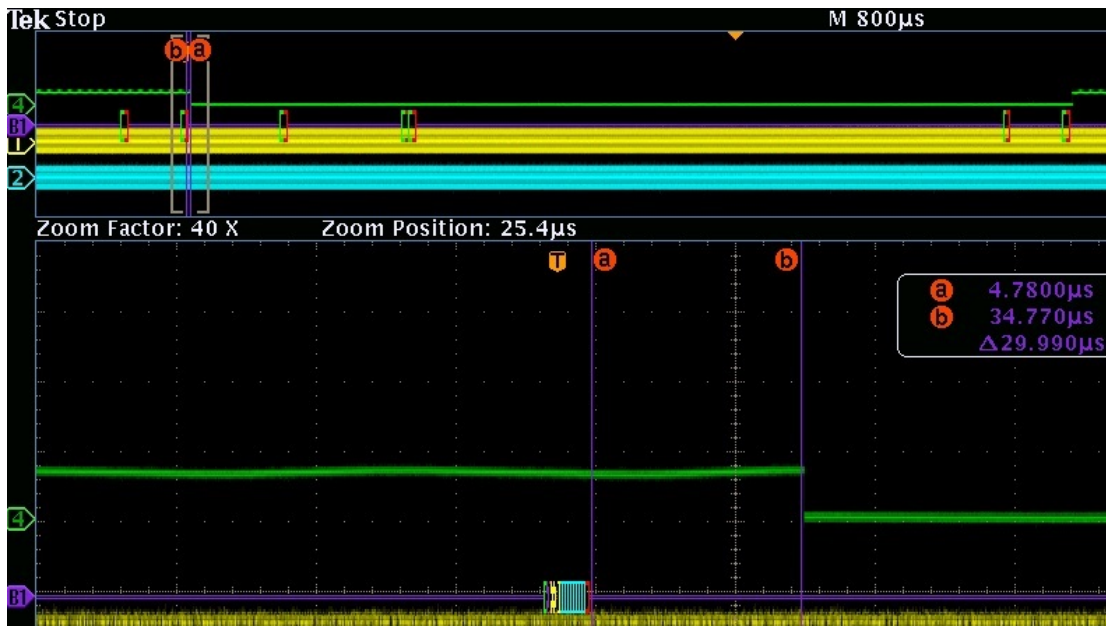 Tek Stop M 800µs
b a
4
B1
1
2
Zoom Factor: 40 X Zoom Position: 25.4µs
T a b
a 4.7800µs
b 34.770µs
Δ29.990µs
4
B1